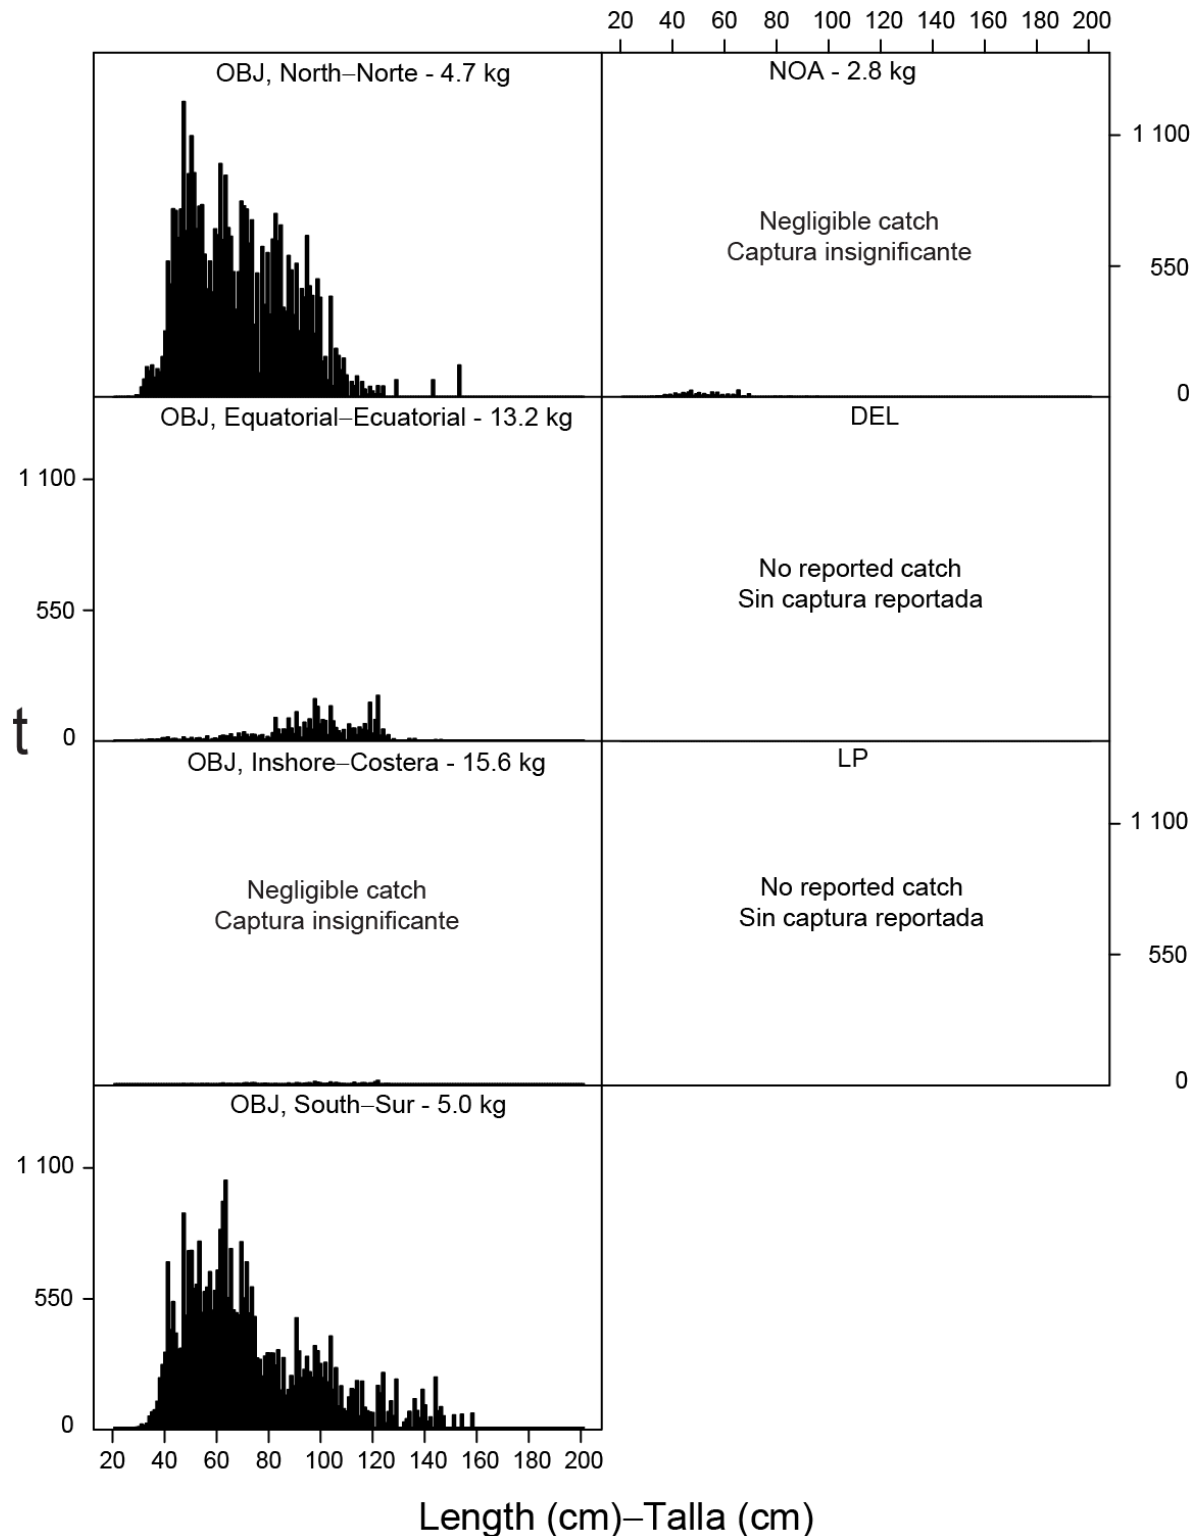 20 40 60 80 100 120 140 160 180 200
OBJ, North–Norte - 4.7 kg
NOA - 2.8 kg
1 100
Negligible catch
Captura insignificante
550
0
OBJ, Equatorial–Ecuatorial - 13.2 kg
DEL
1 100
No reported catch
Sin captura reportada
550
t
0
OBJ, Inshore–Costera - 15.6 kg
LP
1 100
Negligible catch
Captura insignificante
No reported catch
Sin captura reportada
550
0
OBJ, South–Sur - 5.0 kg
1 100
550
0
20 40 60 80 100 120 140 160 180 200
Length (cm)–Talla (cm)